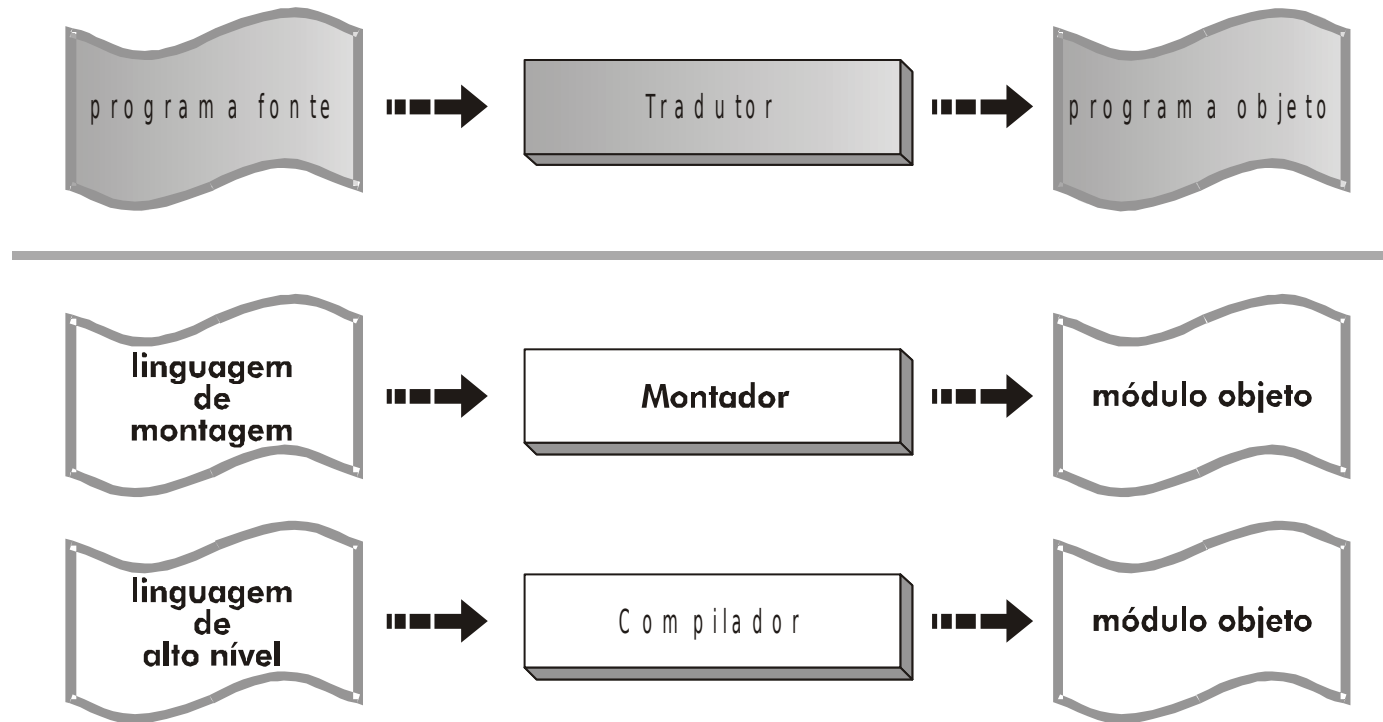 programa fonte
Tradutor
programa objeto
linguagem
de
montagem
Montador
módulo objeto
linguagem
de
alto nível
Compilador
módulo objeto